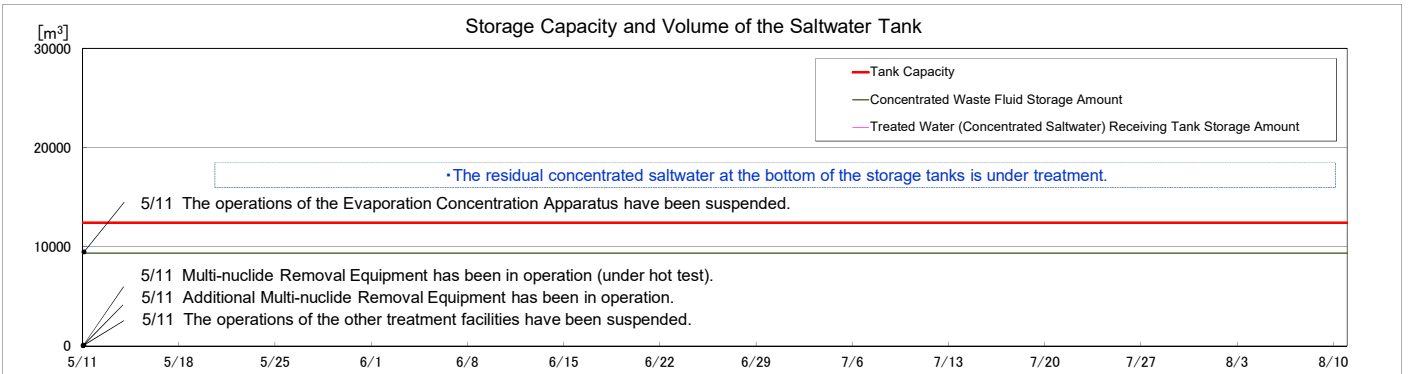 Storage Capacity and Volume of the Saltwater Tank
[m³]
30000
Tank Capacity
Concentrated Waste Fluid Storage Amount
Treated Water (Concentrated Saltwater) Receiving Tank Storage Amount
20000
・The residual concentrated saltwater at the bottom of the storage tanks is under treatment.
5/11 The operations of the Evaporation Concentration Apparatus have been suspended.
10000
5/11 Multi-nuclide Removal Equipment has been in operation (under hot test).
5/11 Additional Multi-nuclide Removal Equipment has been in operation.
5/11 The operations of the other treatment facilities have been suspended.
0
5/11 5/18 5/25 6/1 6/8 6/15 6/22 6/29 7/6 7/13 7/20 7/27 8/3 8/10